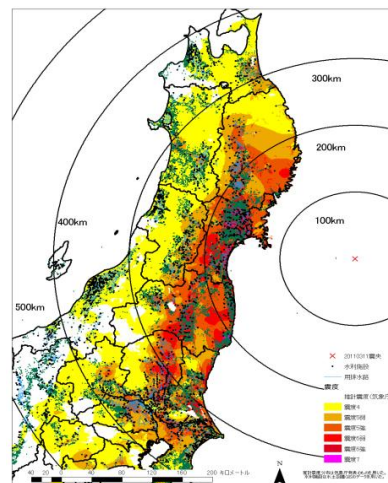 300km
200km
100km
400km
500km
20110311震央
水利施設
用排水路
震度
推計震度(気象庁
震度4
震度5弱
震度5強
震度6弱
震度6強
震度7
40 20 0 40 80 120 160 200 キロメートル
N